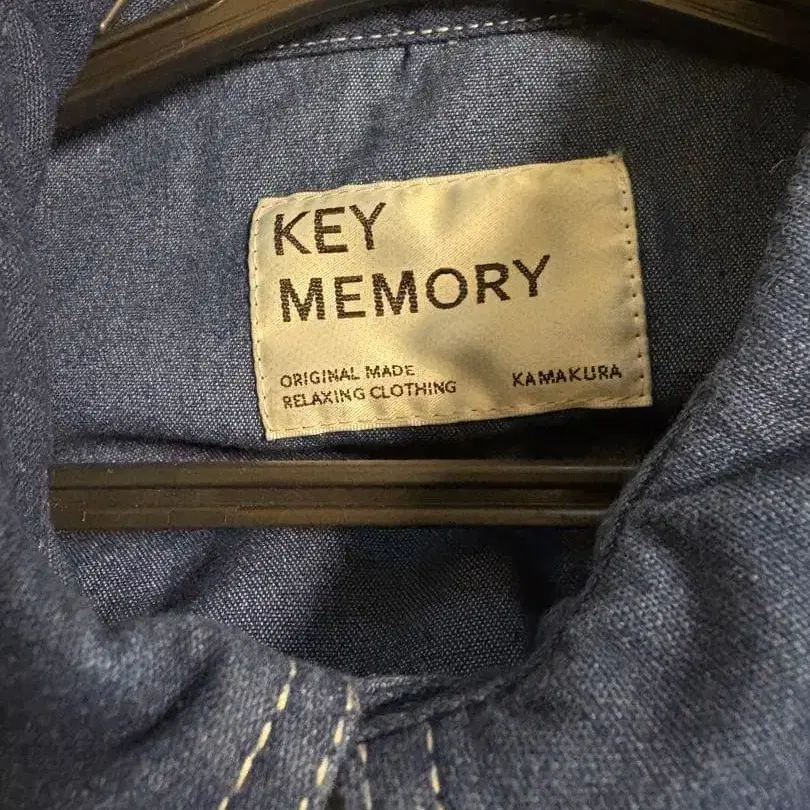 KEY
MEMORY
ORIGINAL MADE
RELAXING CLOTHING
KAMAKURA